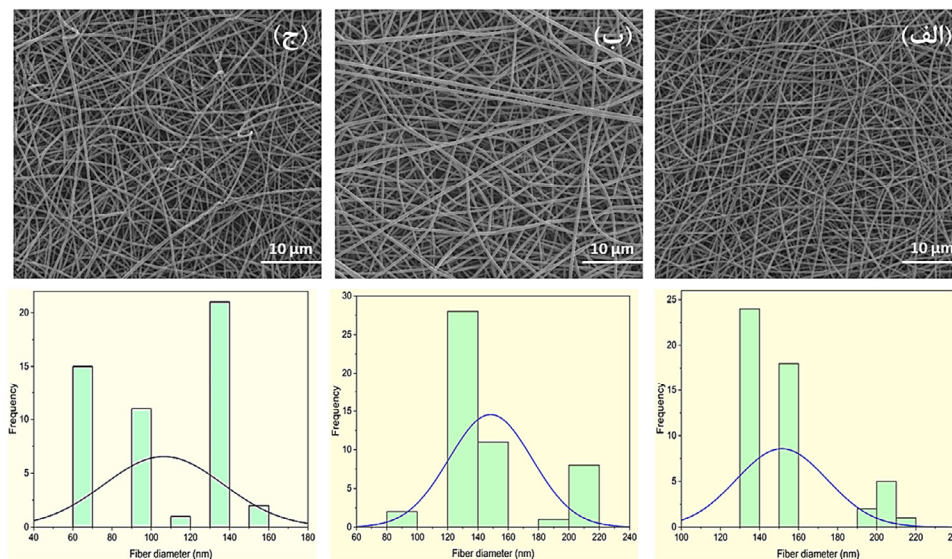 (ج)
(ب)
(الف)
10 µm
10 µm
10 µm
20
15
10
5
0
Frequency
40 60 80 100 120 140 160 180
Fiber diameter (nm)
30
25
20
15
10
5
0
Frequency
60 80 100 120 140 160 180 200 220 240
Fiber diameter (nm)
25
20
15
10
5
0
Frequency
100 120 140 160 180 200 220
Fiber diameter (nm)